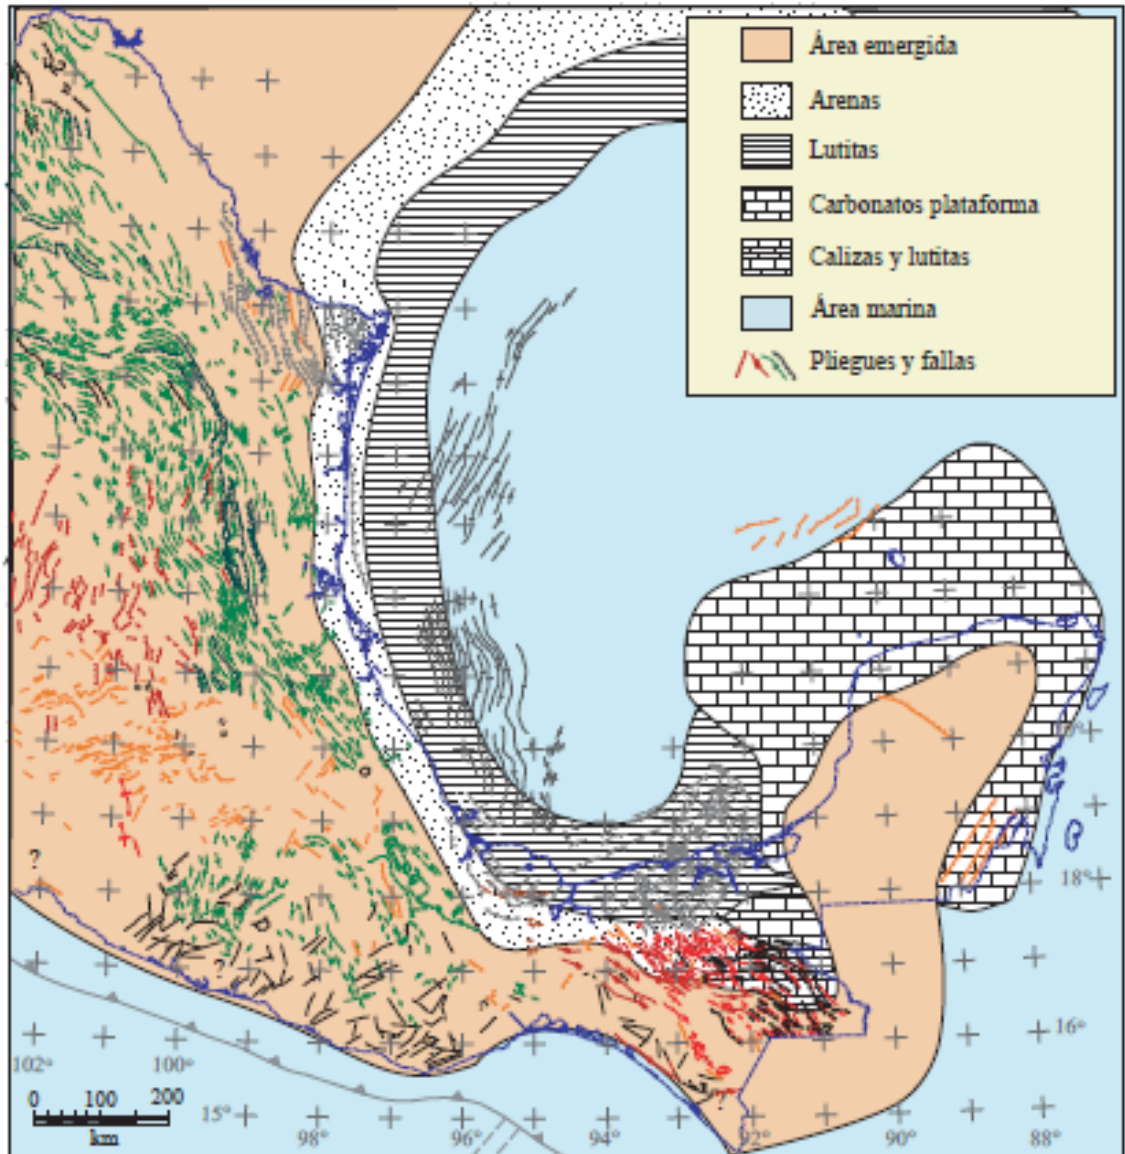 Área emergida
Arenas
Lutitas
Carbonatos plataforma
Calizas y lutitas
Área marina
Pliegues y fallas
?
18°
?
16°
102°
100°
0 100 200
km
15°
?
98°
96°
94°
92°
90°
88°